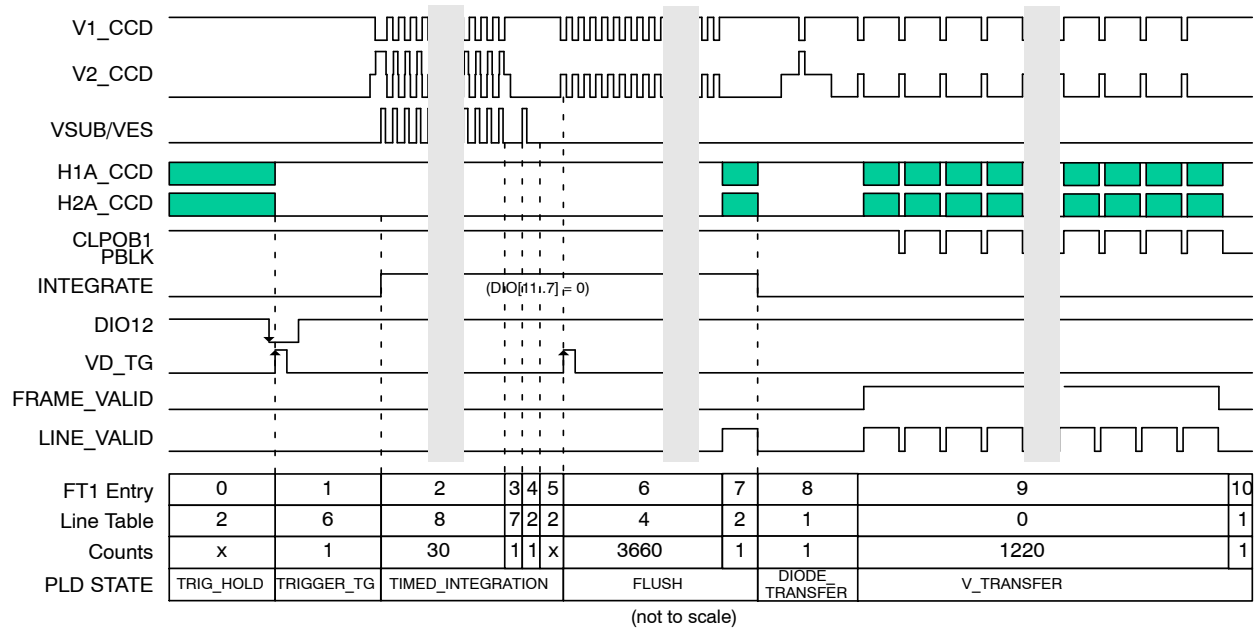 V1_CCD
V2_CCD
VSUB/VES
H1A_CCD
H2A_CCD
CLPOB1
PBLK
INTEGRATE
(DIO[11:7] = 0)
DIO12
VD_TG
FRAME_VALID
LINE_VALID
FT1 Entry 0 1 2 3 4 5 6 7 8 9 10
Line Table 2 6 8 7 2 2 4 2 1 0 1
Counts x 1 30 1 1 x 3660 1 1 1220 1
PLD STATE TRIG_HOLD TRIGGER_TG TIMED_INTEGRATION FLUSH DIODE_TRANSFER V_TRANSFER
(not to scale)